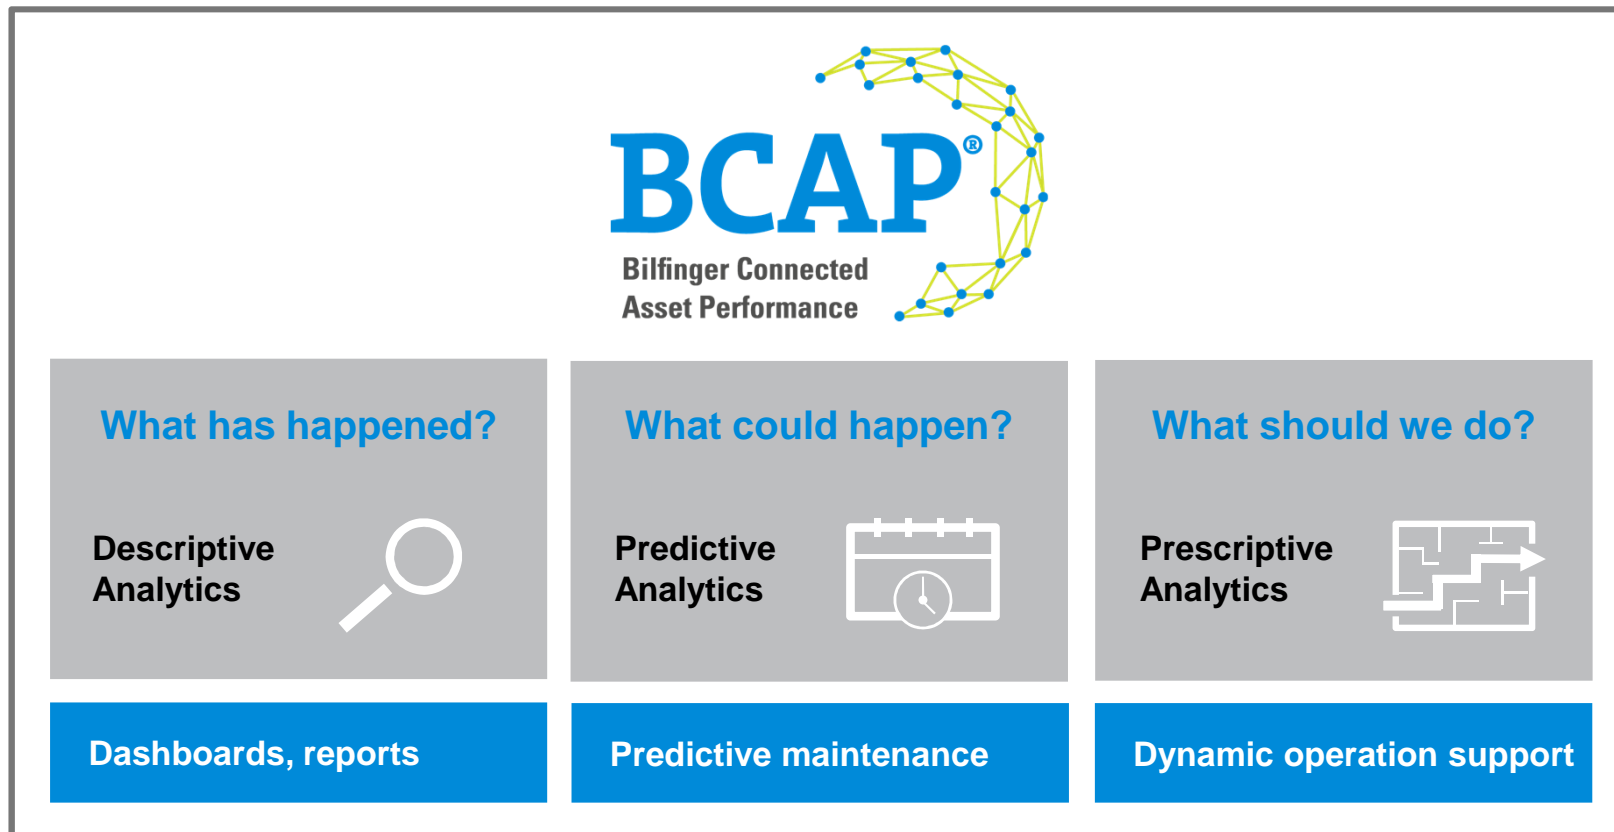 BCAP®
Bilfinger Connected
Asset Performance
What has happened?
Descriptive
Analytics
Dashboards, reports
What could happen?
Predictive
Analytics
Predictive maintenance
What should we do?
Prescriptive
Analytics
Dynamic operation support